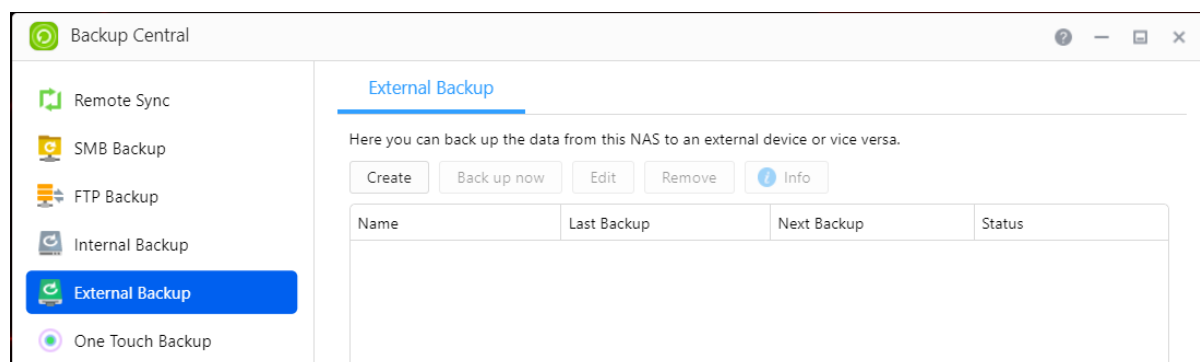 Backup Central
Remote Sync
SMB Backup
FTP Backup
Internal Backup
External Backup
One Touch Backup
External Backup
Here you can back up the data from this NAS to an external device or vice versa.
Create Back up now Edit Remove Info
Name Last Backup Next Backup Status